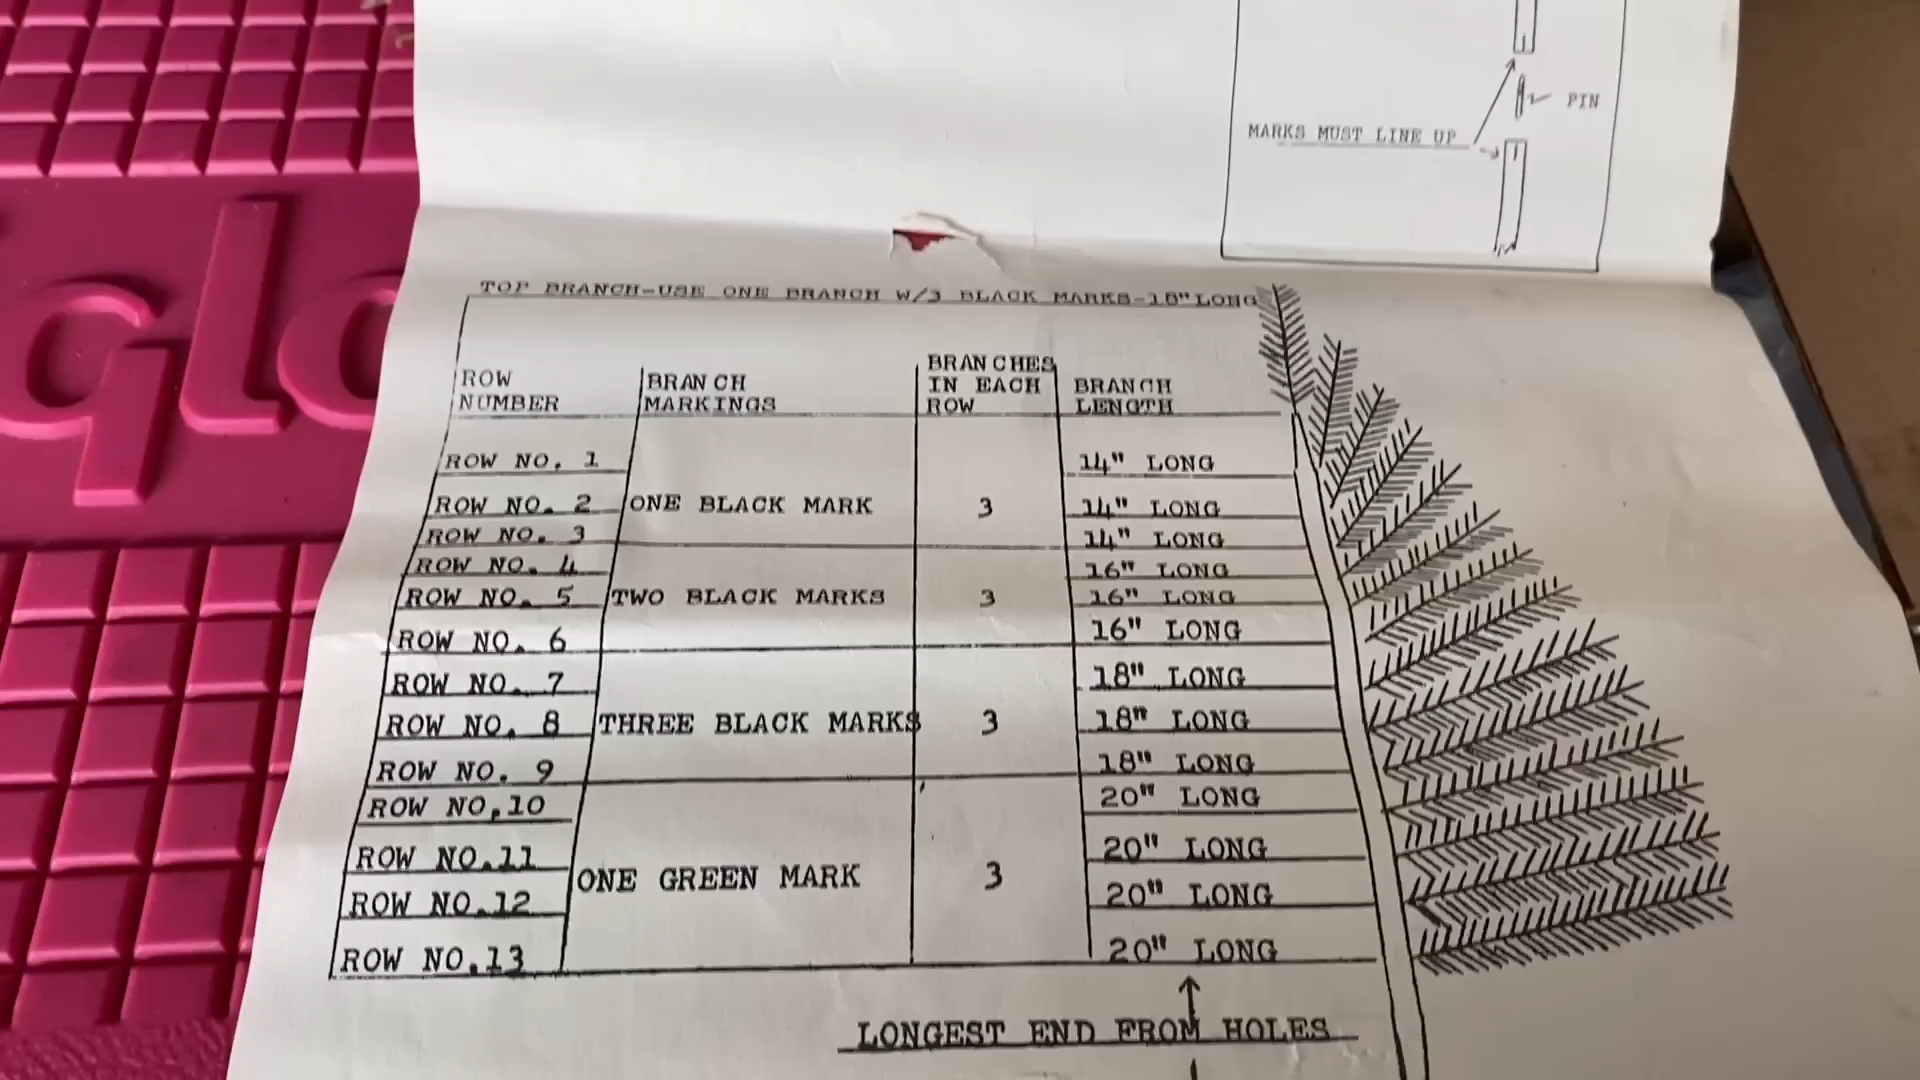 PIN
MARKS MUST LINE UP
TOP BRANCH-USE ONE BRANCH W/3 BLACK MARKS-18" LONG
ROW NUMBER
BRANCH MARKINGS
BRANCHES IN EACH ROW
BRANCH LENGTH
ROW NO. 1 14" LONG
ROW NO. 2 ONE BLACK MARK 3 14" LONG
ROW NO. 3 14" LONG
ROW NO. 4 16" LONG
ROW NO. 5 TWO BLACK MARKS 3 16" LONG
ROW NO. 6 16" LONG
ROW NO. 7 18" LONG
ROW NO. 8 THREE BLACK MARKS 3 18" LONG
ROW NO. 9 18" LONG
ROW NO.10 20" LONG
ROW NO.11 20" LONG
ONE GREEN MARK 3
ROW NO.12 20" LONG
ROW NO.13 20" LONG
LONGEST END FROM HOLES